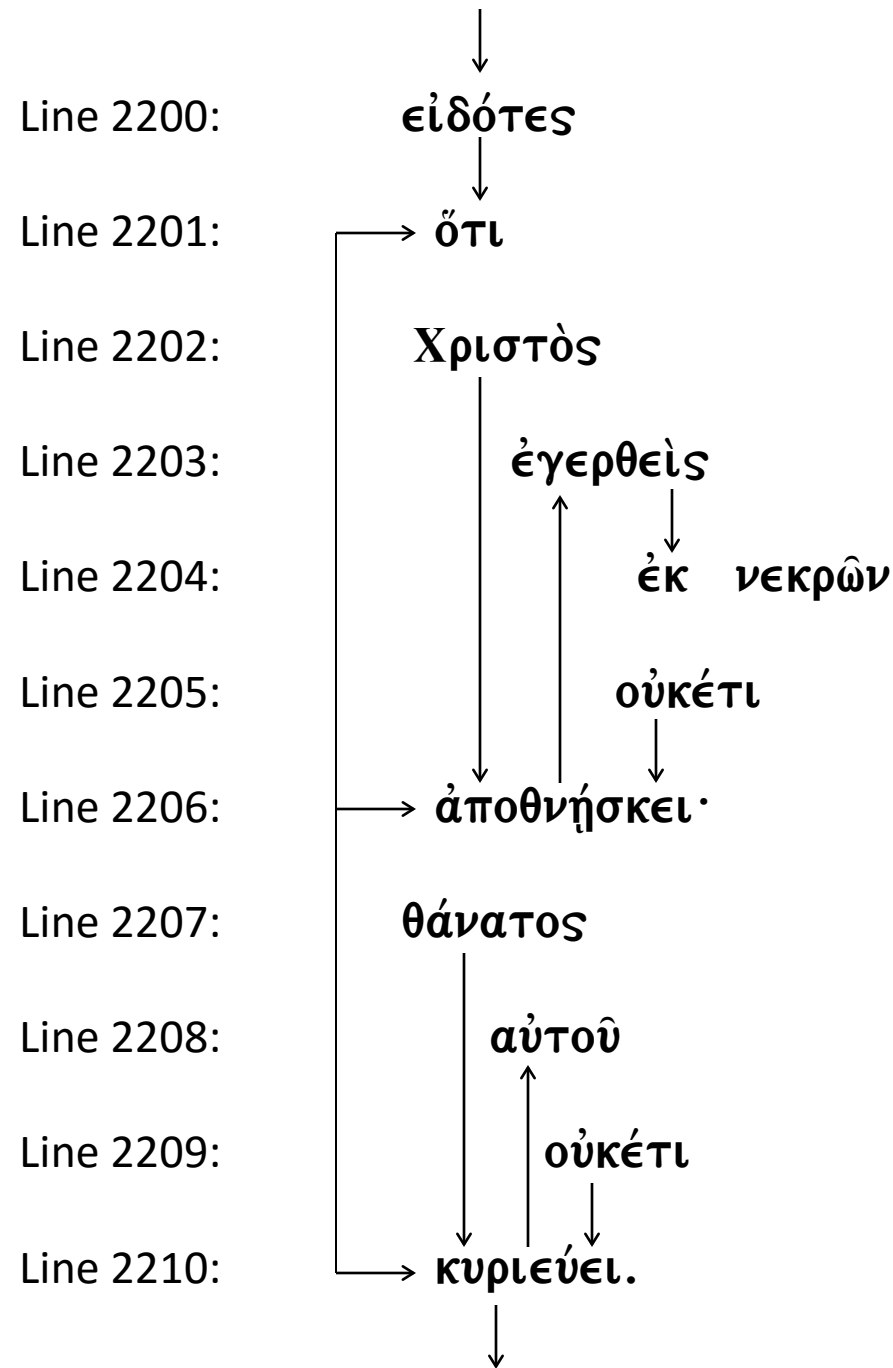 Line 2200: εἰδότες
Line 2201: ὅτι
Line 2202: Χριστὸς
Line 2203: ἐγερθεὶς
Line 2204: ἐκ νεκρῶν
Line 2205: οὐκέτι
Line 2206: ἀποθνῄσκει·
Line 2207: θάνατος
Line 2208: αὐτοῦ
Line 2209: οὐκέτι
Line 2210: κυριεύει.